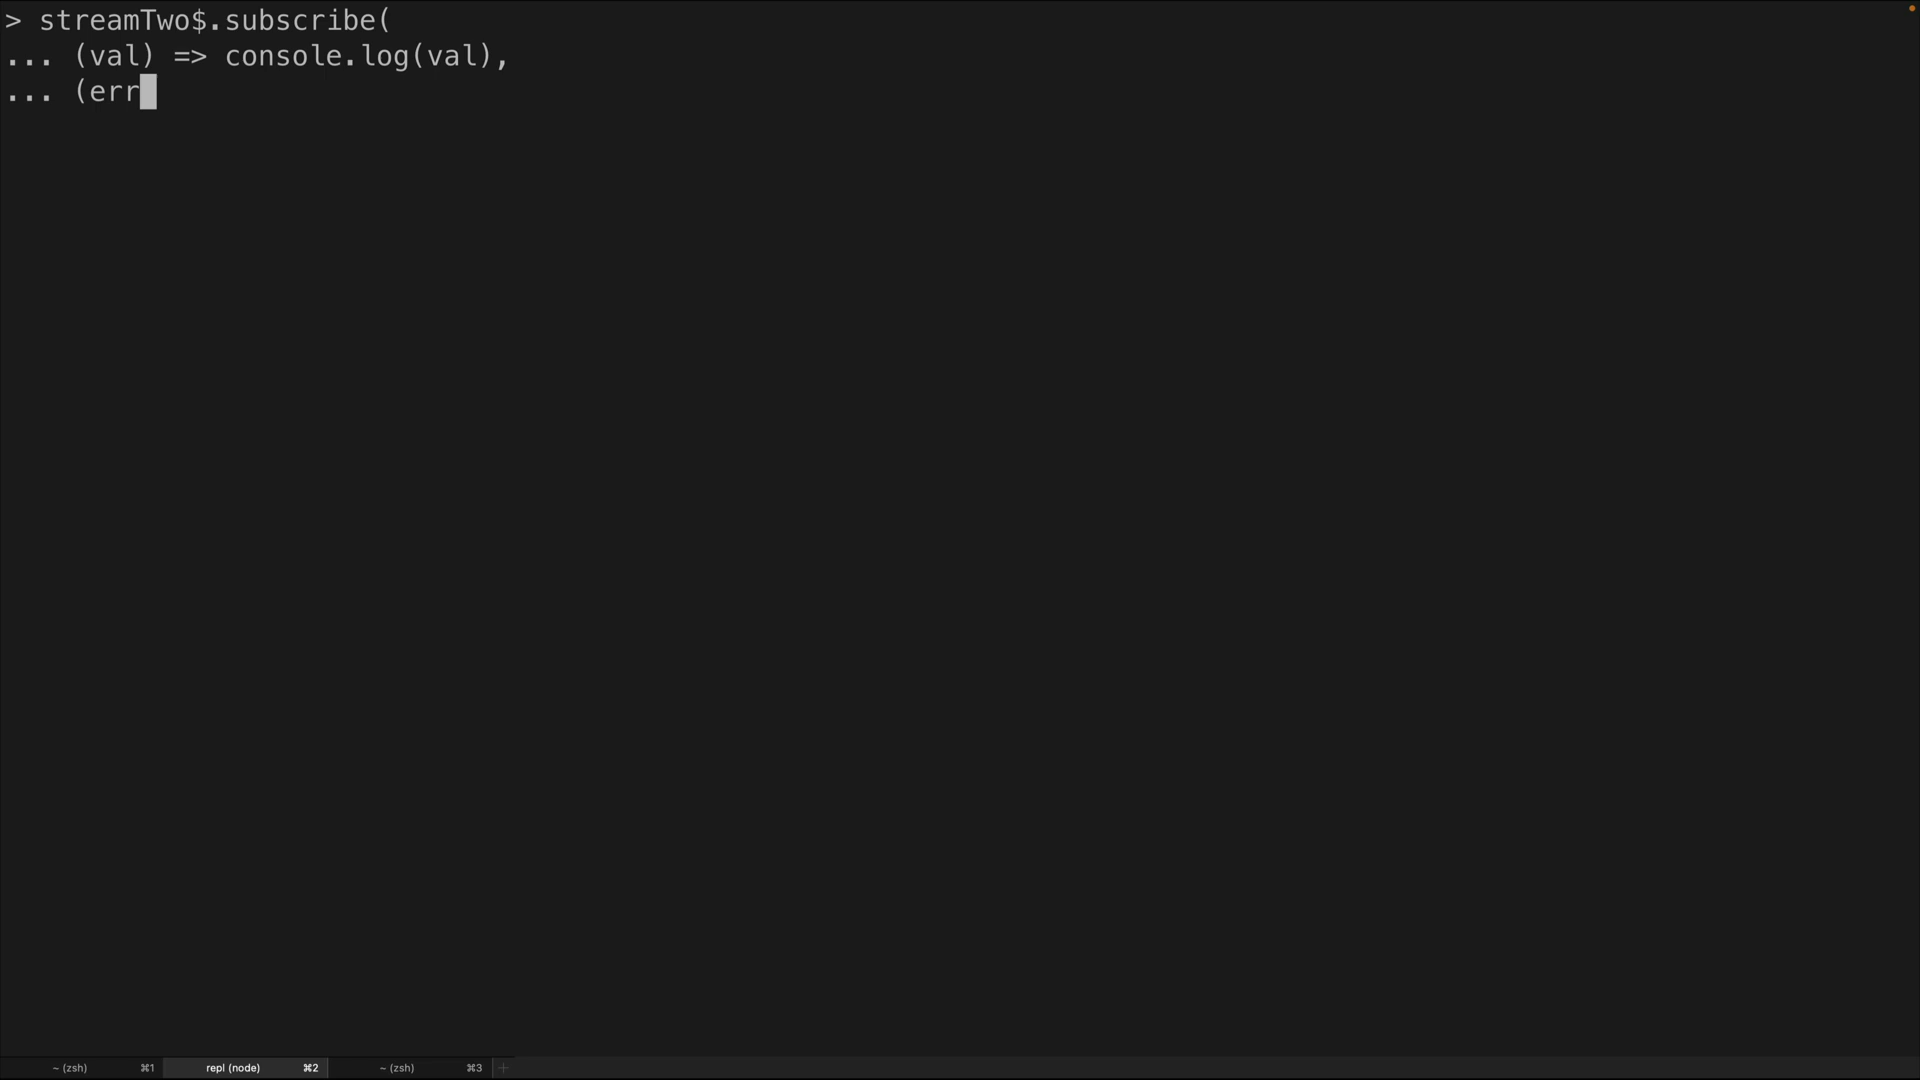 > streamTwo$.subscribe(
... (val) => console.log(val),
... (err
~ (zsh) ⌘1 repl (node) ⌘2 ~ (zsh) ⌘3 +